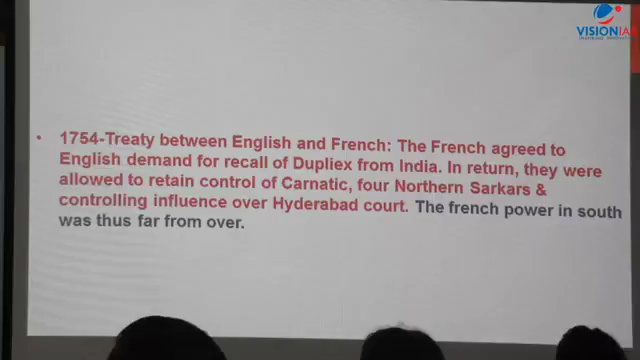 VISIONIAS
INSPIRING INNOVATION
• 1754-Treaty between English and French: The French agreed to
English demand for recall of Dupliex from India. In return, they were
allowed to retain control of Carnatic, four Northern Sarkars &
controlling influence over Hyderabad court. The french power in south
was thus far from over.